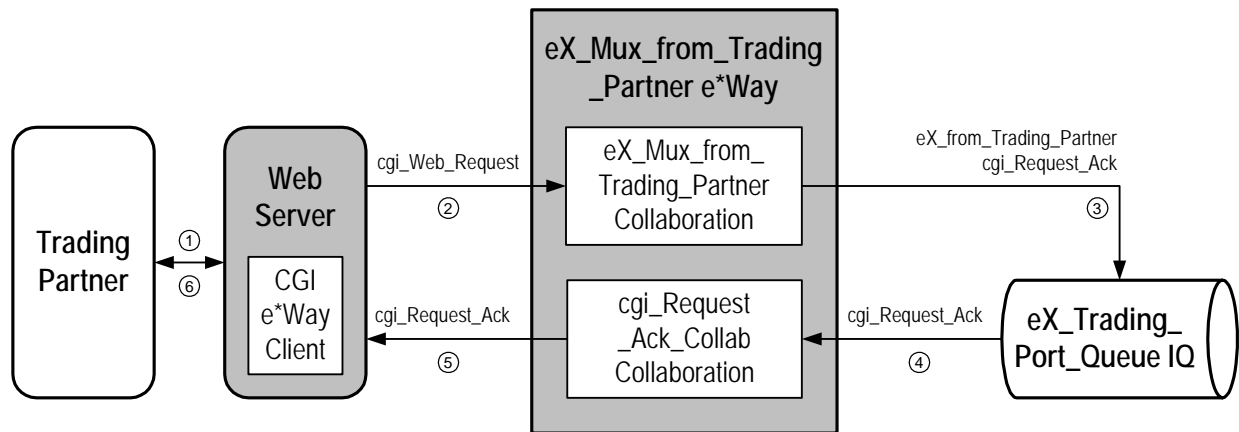 eX_Mux_from_Trading
_Partner e*Way
Trading
Partner
①
⑥
Web
Server
CGI
e*Way
Client
cgi_Web_Request
②
eX_Mux_from_
Trading_Partner
Collaboration
eX_from_Trading_Partner
cgi_Request_Ack
③
cgi_Request_Ack
⑤
cgi_Request
_Ack_Collab
Collaboration
cgi_Request_Ack
④
eX_Trading_
Port_Queue IQ